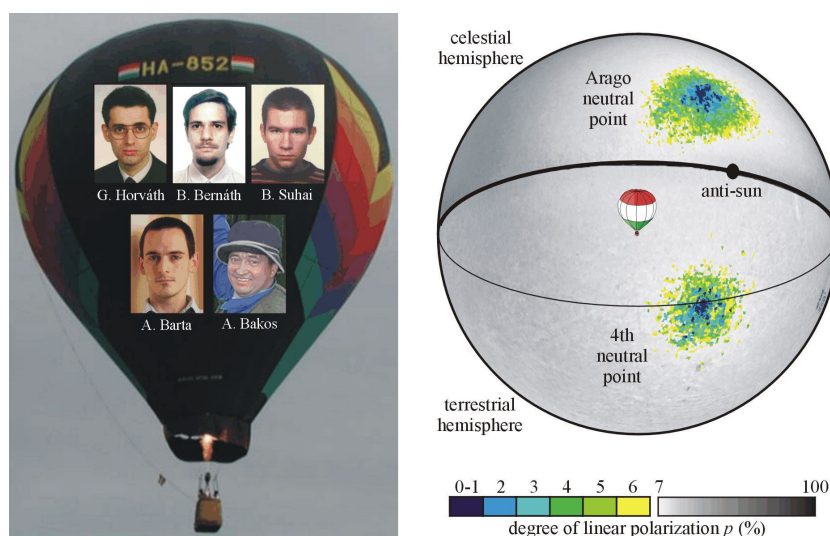 HA-852
G. Horváth
B. Bernáth
B. Suhai
A. Barta
A. Bakos
celestial
hemisphere
Arago
neutral
point
anti-sun
4th
neutral
point
terrestrial
hemisphere
0-1 2 3 4 5 6 7 100
degree of linear polarization p (%)